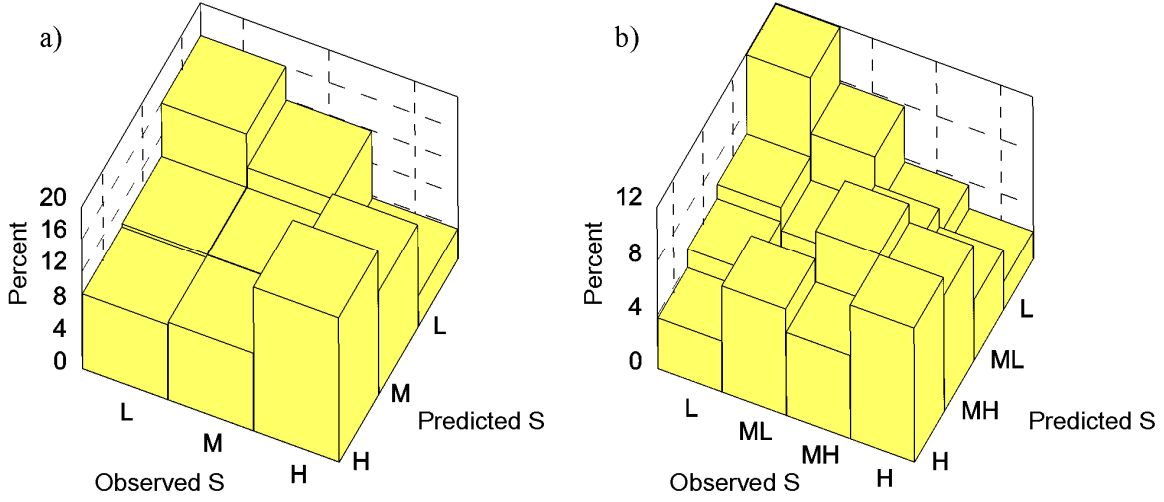 a)
20
16
12
8
4
0
Percent
L
M
H
Observed S
H
M
L
Predicted S
b)
12
8
4
0
Percent
L
ML
MH
H
Observed S
H
MH
ML
L
Predicted S